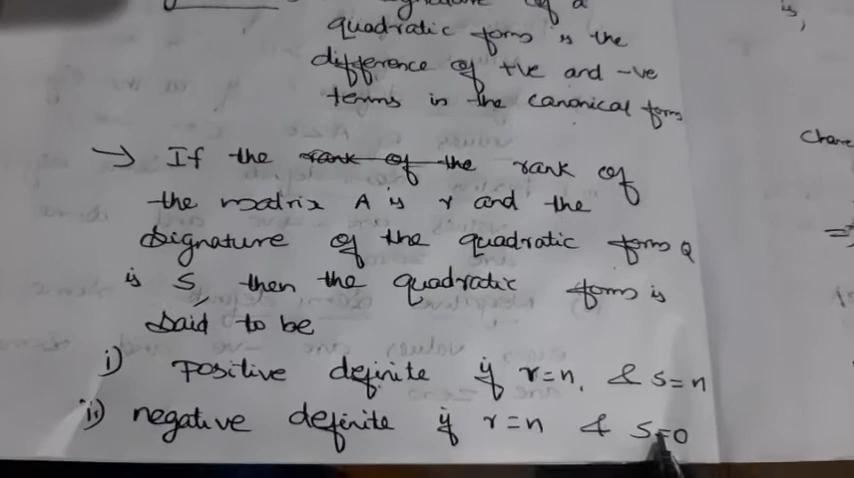 of a
quadratic form is the
difference of +ve and -ve
terms in the canonical form
→ If the rank of the rank of
the matrix A is r and the
signature of the quadratic form Q
is S, then the quadratic form is
said to be
i) Positive definite if r=n, & s=n
ii) negative definite if r=n & s=0
is,